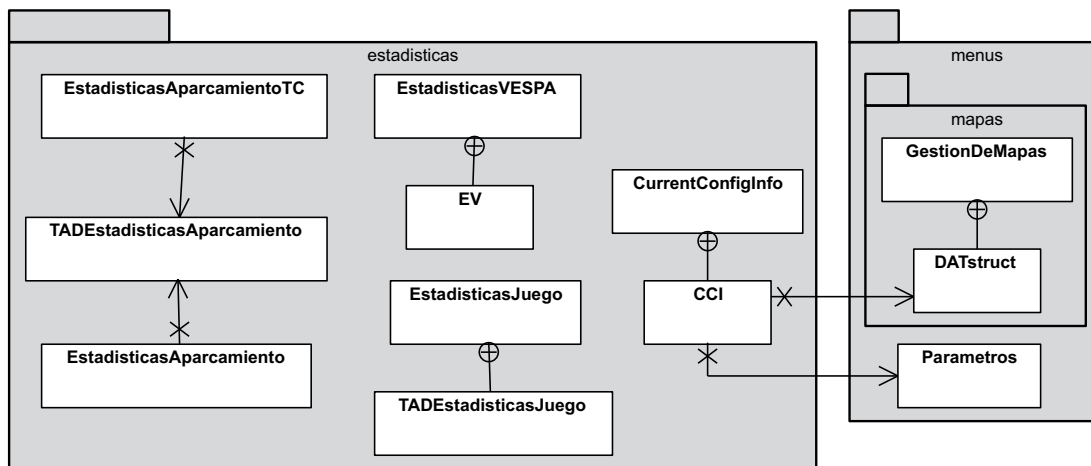 estadisticas
EstadisticasAparcamientoTC
EstadisticasVESPA
EV
CurrentConfigInfo
TADEstadisticasAparcamiento
EstadisticasJuego
CCI
EstadisticasAparcamiento
TADEstadisticasJuego
menus
mapas
GestionDeMapas
DATstruct
Parametros